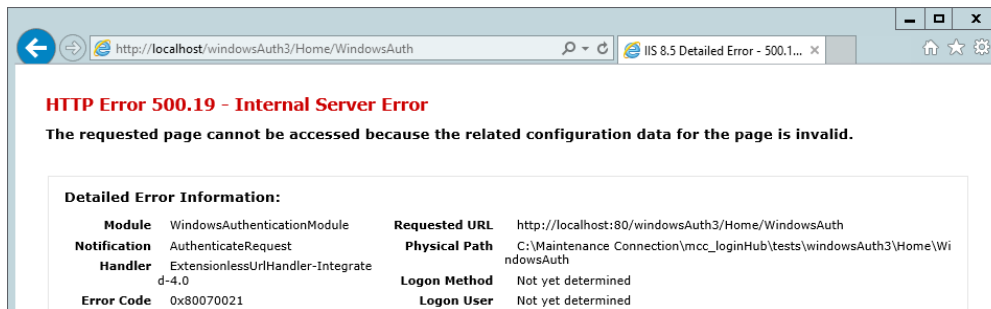 http://localhost/windowsAuth3/Home/WindowsAuth
IIS 8.5 Detailed Error - 500.1...
HTTP Error 500.19 - Internal Server Error
The requested page cannot be accessed because the related configuration data for the page is invalid.
Detailed Error Information:
Module WindowsAuthenticationModule
Notification AuthenticateRequest
Handler ExtensionlessUrlHandler-Integrate
d-4.0
Error Code 0x80070021
Requested URL http://localhost:80/windowsAuth3/Home/WindowsAuth
Physical Path C:\Maintenance Connection\mcc_loginHub\tests\windowsAuth3\Home\Wi
ndowsAuth
Logon Method Not yet determined
Logon User Not yet determined